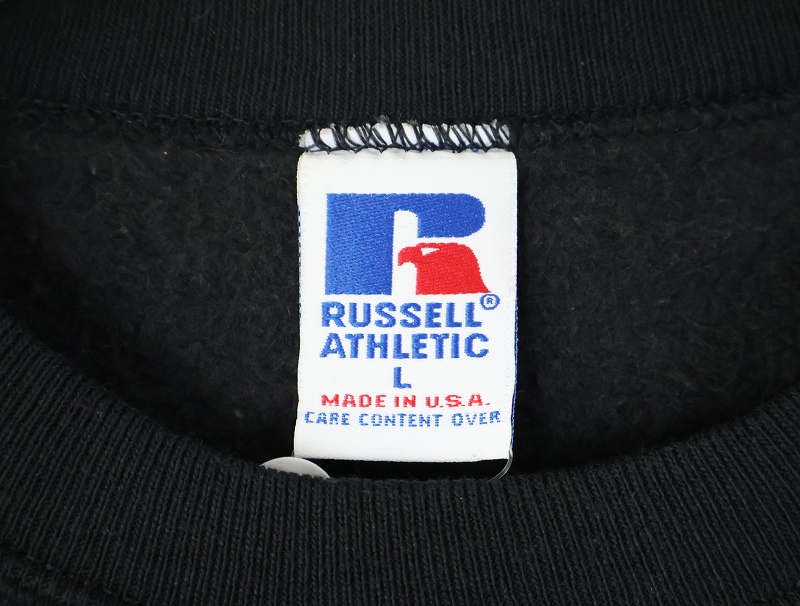 RUSSELL®
ATHLETIC
L
MADE IN U.S.A.
CARE CONTENT OVER